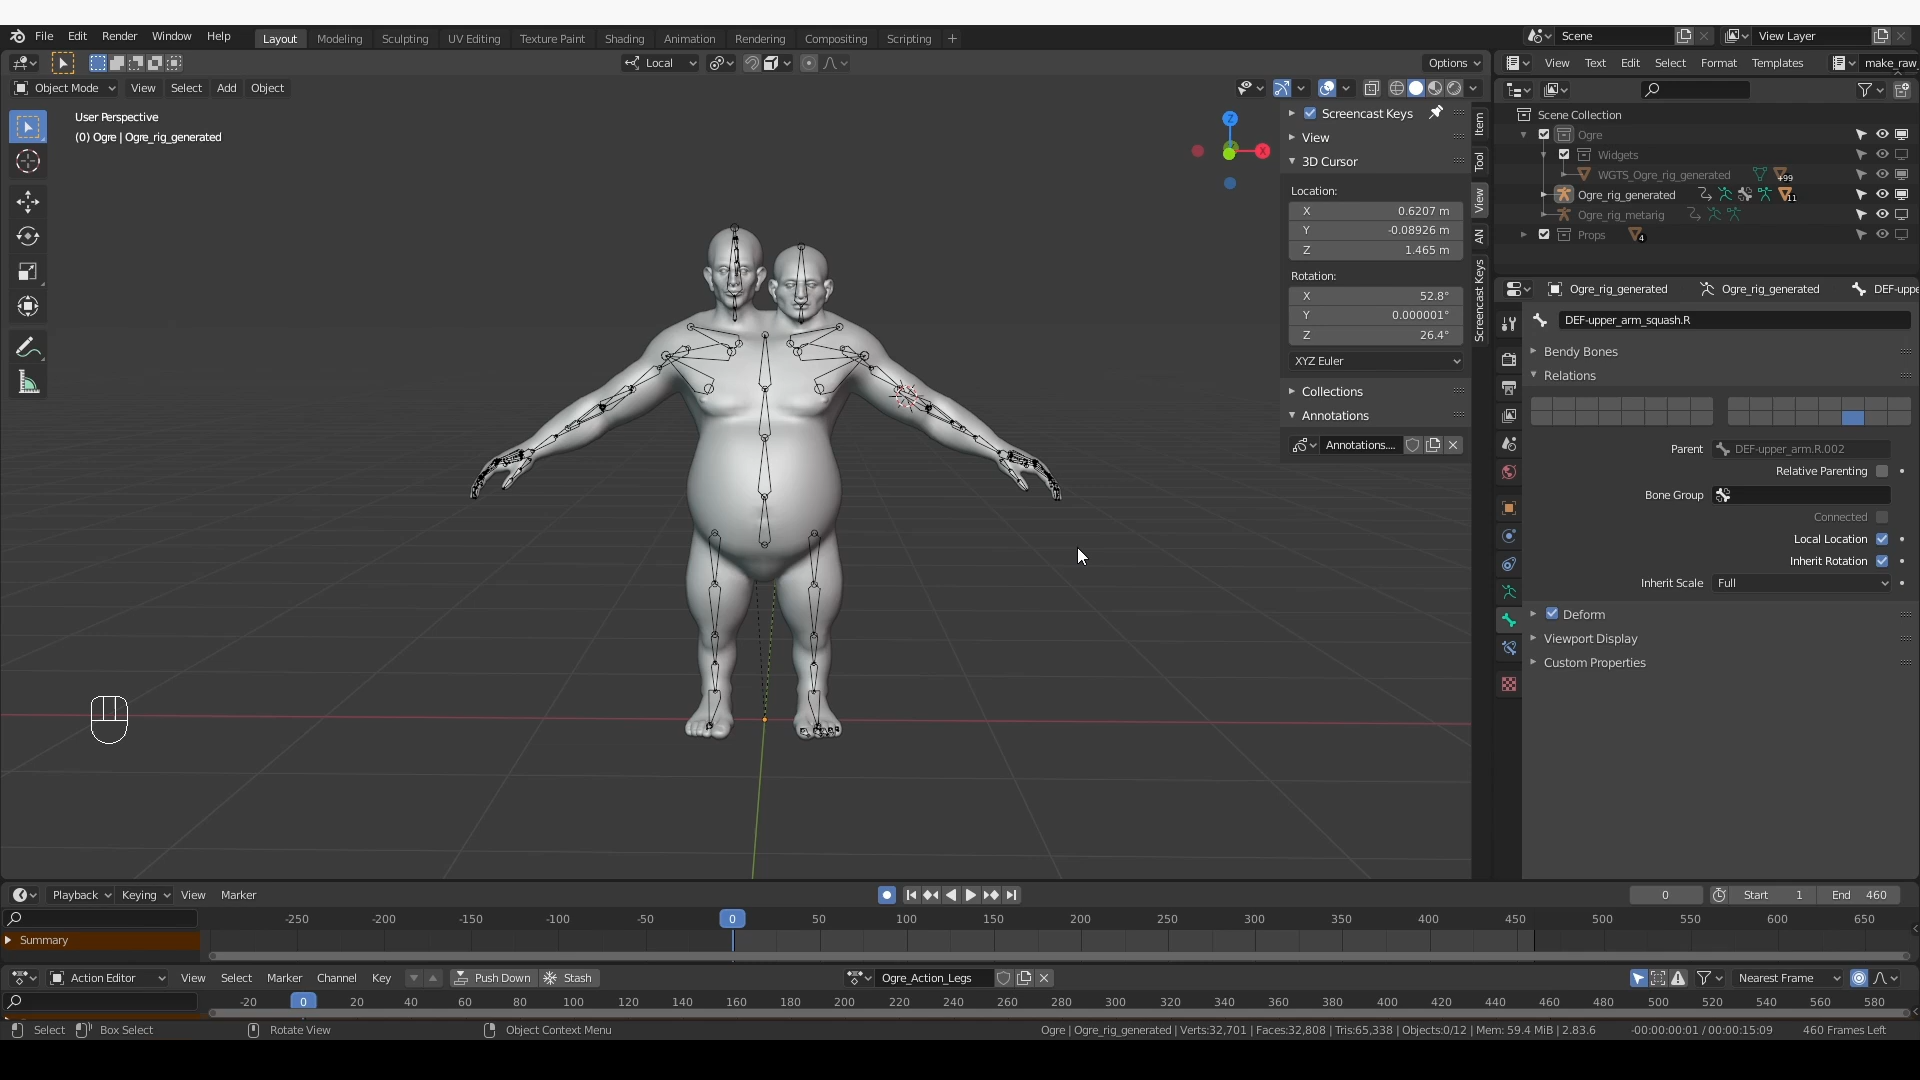 File Edit Render Window Help Layout Modeling Sculpting UV Editing Texture Paint Shading Animation Rendering Compositing Scripting + Scene View Layer
Local Options View Text Edit Select Format Templates make_raw
Object Mode View Select Add Object
User Perspective
(0) Ogre | Ogre_rig_generated
Z
X
Screencast Keys
View
3D Cursor
Location:
X 0.6207 m
Y -0.08926 m
Z 1.465 m
Rotation:
X 52.8°
Y 0.000001°
Z 26.4°
XYZ Euler
Collections
Annotations
Annotations....
Item
Tool
View
AN
Screencast Keys
Scene Collection
Ogre
Widgets
WGTS_Ogre_rig_generated +99
Ogre_rig_generated 11
Ogre_rig_metarig
Props 4
Ogre_rig_generated Ogre_rig_generated DEF-uppe
DEF-upper_arm_squash.R
Bendy Bones
Relations
Parent DEF-upper_arm.R.002
Relative Parenting
Bone Group
Connected
Local Location
Inherit Rotation
Inherit Scale Full
Deform
Viewport Display
Custom Properties
Playback Keying View Marker 0 Start 1 End 460
-250 -200 -150 -100 -50 0 50 100 150 200 250 300 350 400 450 500 550 600 650
Summary
Action Editor View Select Marker Channel Key Push Down Stash Ogre_Action_Legs Nearest Frame
-20 0 20 40 60 80 100 120 140 160 180 200 220 240 260 280 300 320 340 360 380 400 420 440 460 480 500 520 540 560 580
Select Box Select Rotate View Object Context Menu Ogre | Ogre_rig_generated | Verts:32,701 | Faces:32,808 | Tris:65,338 | Objects:0/12 | Mem: 59.4 MiB | 2.83.6 -00:00:00:01 / 00:00:15:09 460 Frames Left